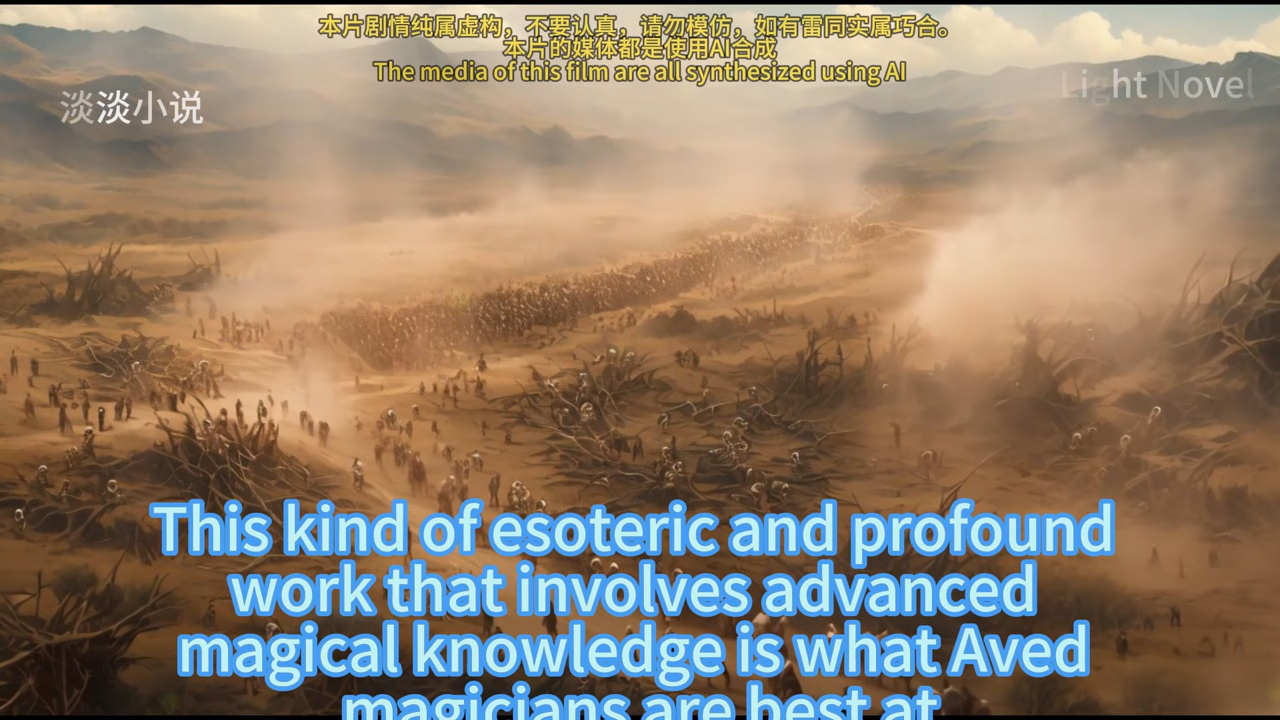 本片剧情纯属虚构，不要认真，请勿模仿，如有雷同实属巧合。
本片的媒体都是使用AI合成
The media of this film are all synthesized using AI
淡淡小说
Light Novel
This kind of esoteric and profound
work that involves advanced
magical knowledge is what Aved
magicians are best at